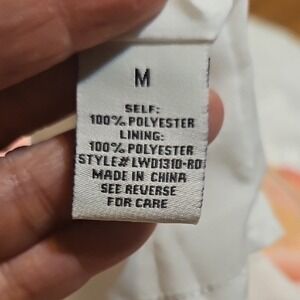 M
SELF:
100% POLYESTER
LINING:
100% POLYESTER
STYLE# LWD1310-RD
MADE IN CHINA
SEE REVERSE
FOR CARE